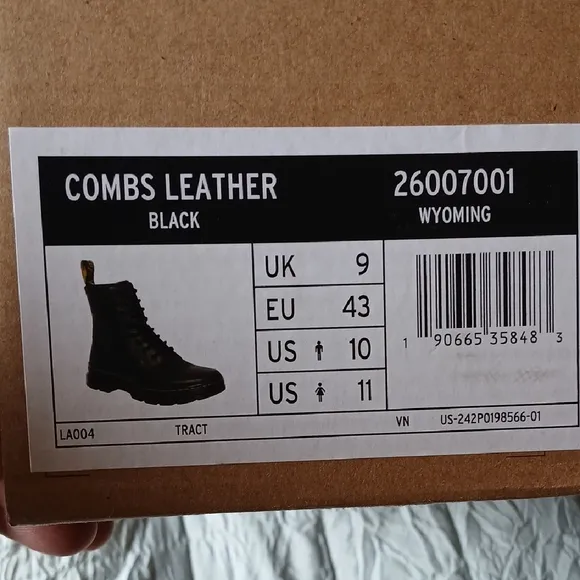 COMBS LEATHER 26007001
BLACK WYOMING
UK 9
EU 43
US 10
US 11
1 90665 35848 3
LA004 TRACT VN US-242P0198566-01